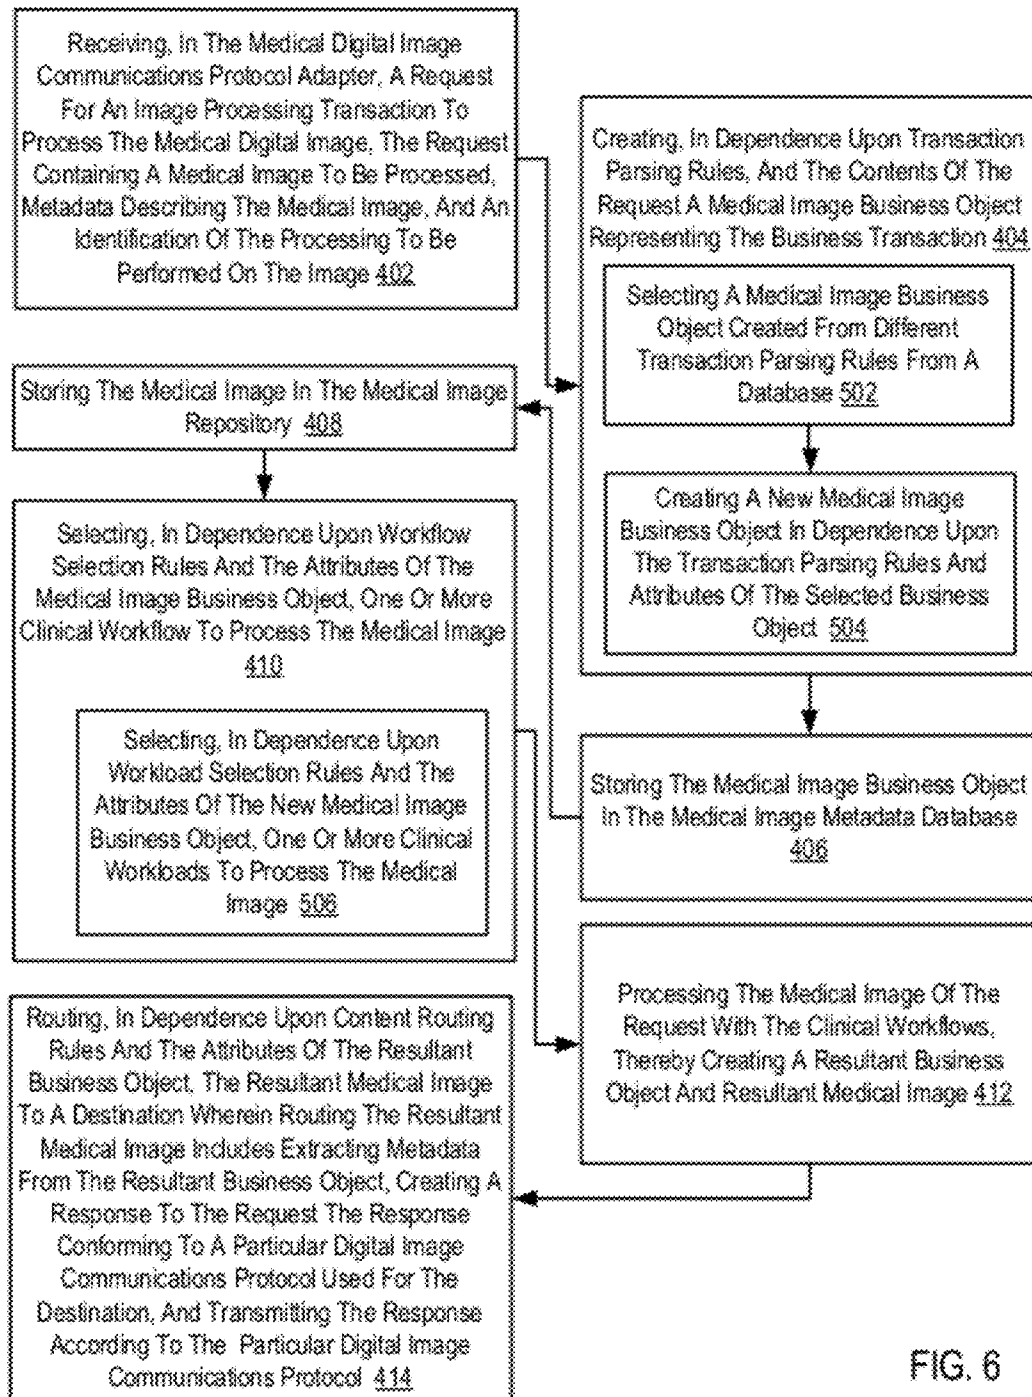 Receiving, In The Medical Digital Image
Communications Protocol Adapter, A Request
For An Image Processing Transaction To
Process The Medical Digital Image, The Request
Containing A Medical Image To Be Processed,
Metadata Describing The Medical Image, And An
Identification Of The Processing To Be
Performed On The Image 402
Creating, In Dependence Upon Transaction
Parsing Rules, And The Contents Of The
Request A Medical Image Business Object
Representing The Business Transaction 404
Selecting A Medical Image Business
Object Created From Different
Transaction Parsing Rules From A
Database 502
Creating A New Medical Image
Business Object In Dependence Upon
The Transaction Parsing Rules And
Attributes Of The Selected Business
Object 504
Storing The Medical Image Business Object
In The Medical Image Metadata Database
406
Storing The Medical Image In The Medical Image
Repository 408
Selecting, In Dependence Upon Workflow
Selection Rules And The Attributes Of The
Medical Image Business Object, One Or More
Clinical Workflow To Process The Medical Image
410
Selecting, In Dependence Upon
Workload Selection Rules And The
Attributes Of The New Medical Image
Business Object, One Or More Clinical
Workloads To Process The Medical
Image 506
Processing The Medical Image Of The
Request With The Clinical Workflows,
Thereby Creating A Resultant Business
Object And Resultant Medical Image 412
Routing, In Dependence Upon Content Routing
Rules And The Attributes Of The Resultant
Business Object, The Resultant Medical Image
To A Destination Wherein Routing The Resultant
Medical Image Includes Extracting Metadata
From The Resultant Business Object, Creating A
Response To The Request The Response
Conforming To A Particular Digital Image
Communications Protocol Used For The
Destination, And Transmitting The Response
According To The Particular Digital Image
Communications Protocol 414
FIG. 6